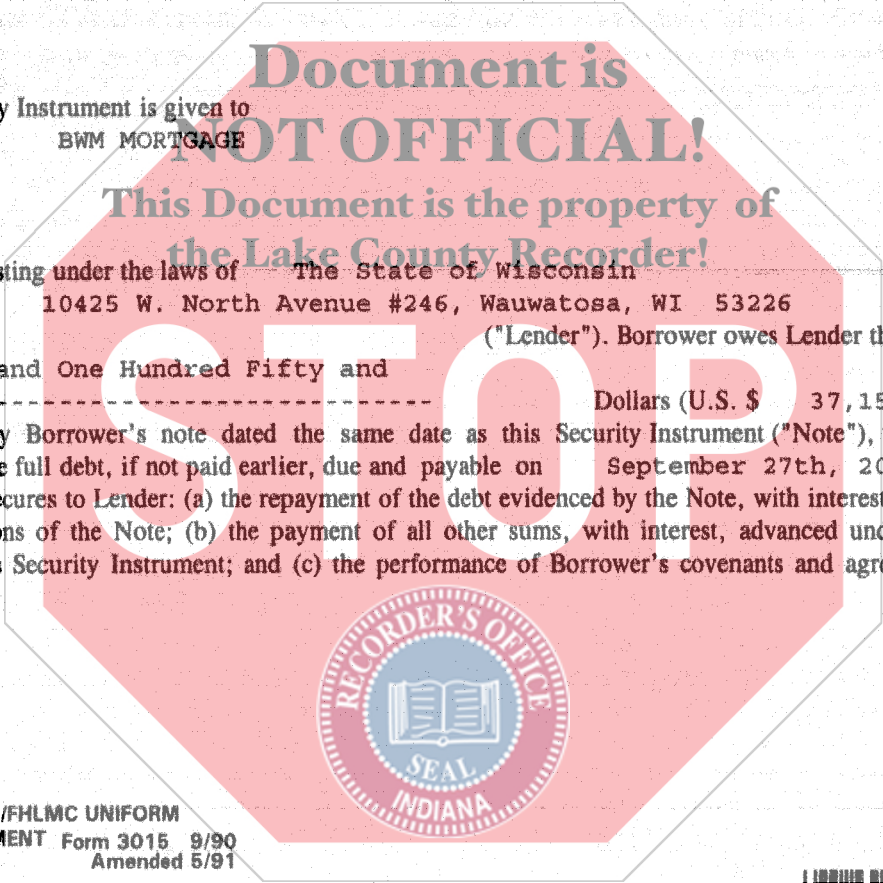 Document is
y Instrument is given to
NOT OFFICIAL!
BWM MORTGAGE
This Document is the property of
the Lake County Recorder!
sting under the laws of The State of Wisconsin
10425 W. North Avenue #246, Wauwatosa, WI 53226
("Lender"). Borrower owes Lender th
and One Hundred Fifty and
STOP
------------------------------ Dollars (U.S. $ 37,15
y Borrower's note dated the same date as this Security Instrument ("Note"),
e full debt, if not paid earlier, due and payable on September 27th, 20
cures to Lender: (a) the repayment of the debt evidenced by the Note, with interest
ns of the Note; (b) the payment of all other sums, with interest, advanced und
s Security Instrument; and (c) the performance of Borrower's covenants and agre
RECORDER'S OFFICE
SEAL
INDIANA
/FHLMC UNIFORM
MENT Form 3015 9/90
Amended 5/91